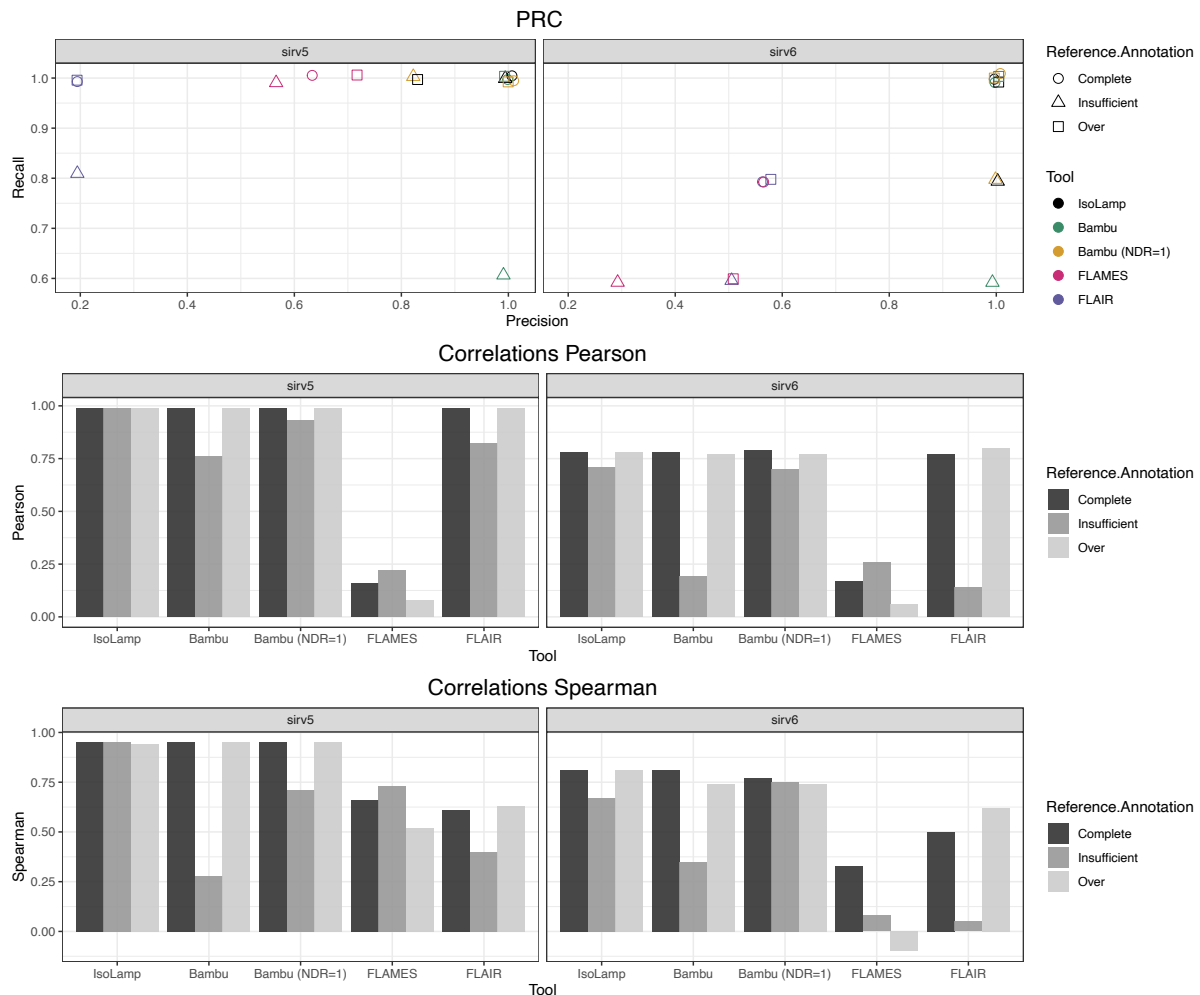 PRC
sirv5
sirv6
1.0
0.9
0.8
0.7
0.6
Recall
0.2
0.4
0.6
0.8
1.0
0.2
0.4
0.6
0.8
1.0
Precision
Reference.Annotation
Complete
Insufficient
Over
Tool
IsoLamp
Bambu
Bambu (NDR=1)
FLAMES
FLAIR
Correlations Pearson
sirv5
sirv6
1.00
0.75
0.50
0.25
0.00
Pearson
IsoLamp
Bambu
Bambu (NDR=1)
FLAMES
FLAIR
IsoLamp
Bambu
Bambu (NDR=1)
FLAMES
FLAIR
Tool
Reference.Annotation
Complete
Insufficient
Over
Correlations Spearman
sirv5
sirv6
1.00
0.75
0.50
0.25
0.00
Spearman
IsoLamp
Bambu
Bambu (NDR=1)
FLAMES
FLAIR
IsoLamp
Bambu
Bambu (NDR=1)
FLAMES
FLAIR
Tool
Reference.Annotation
Complete
Insufficient
Over